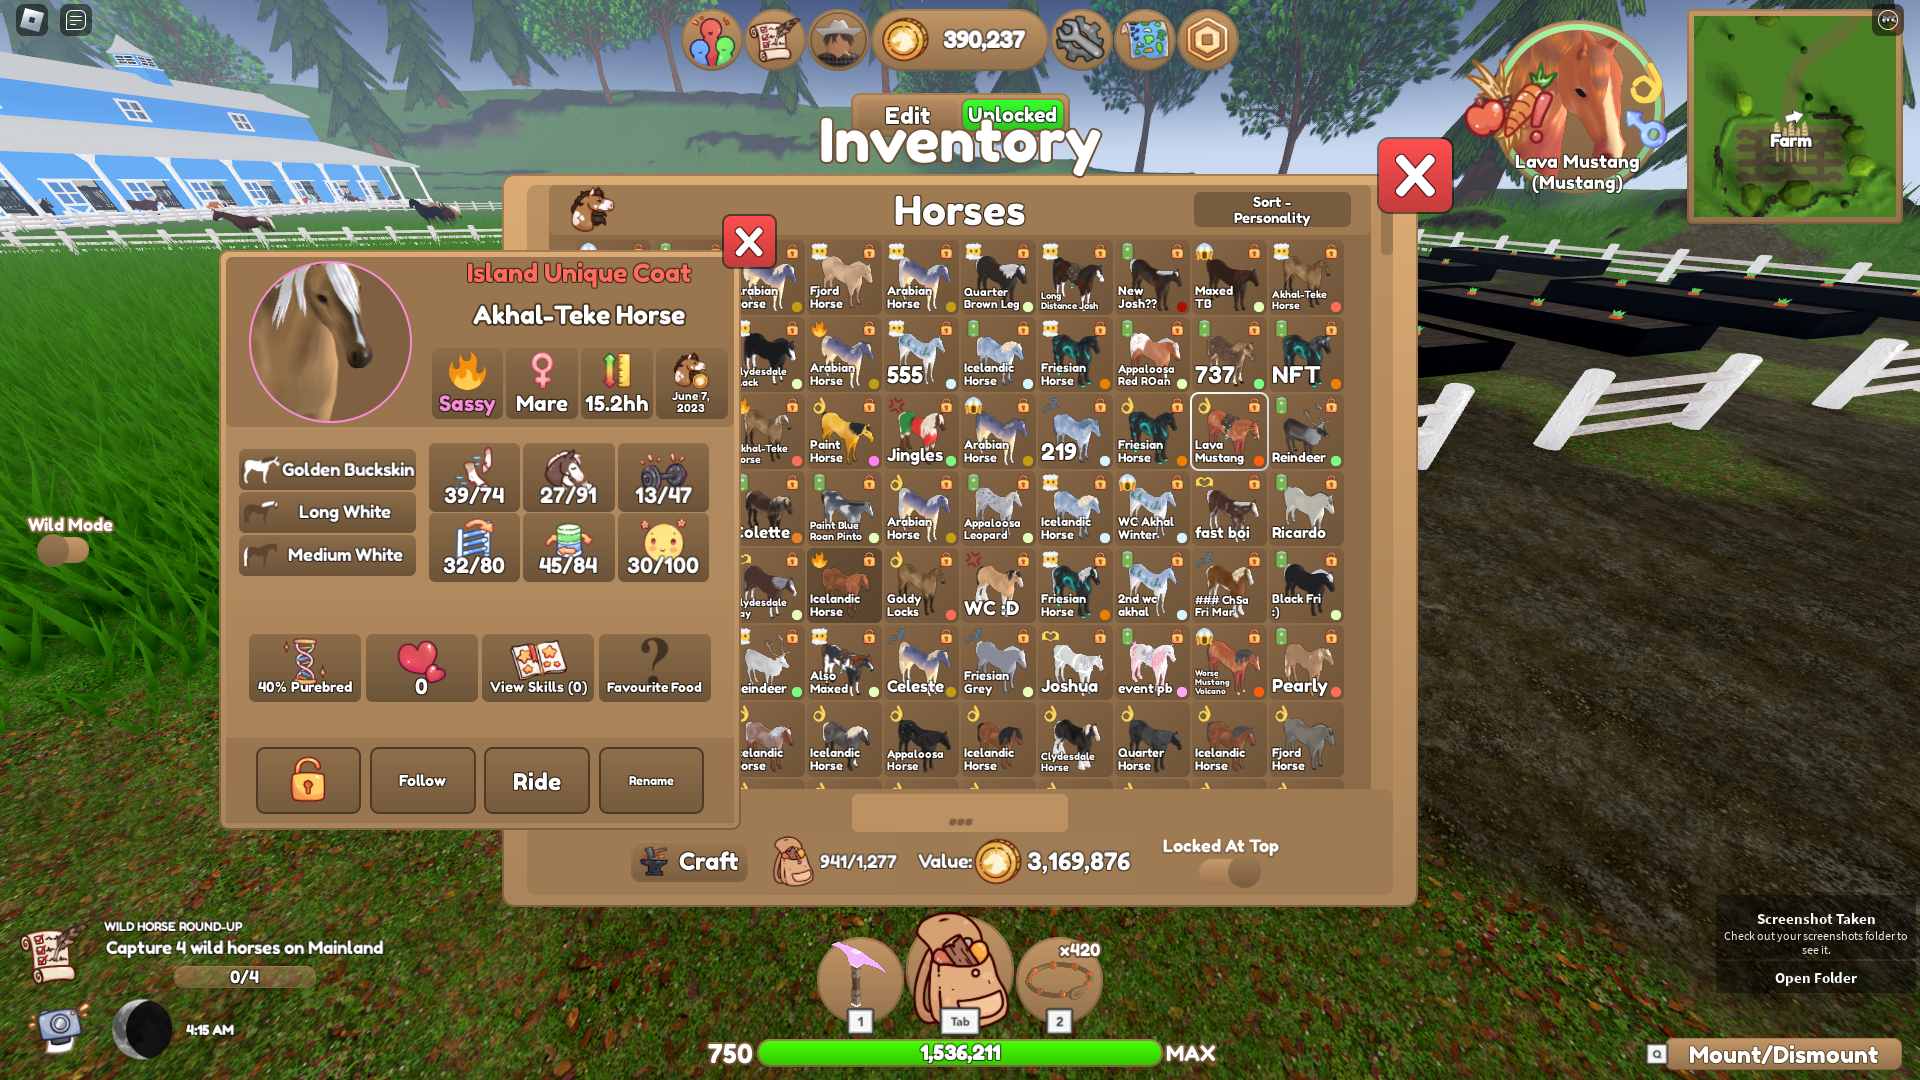 390,237
Edit
Unlocked
Inventory
Horses
Sort -
Personality
Lava Mustang
(Mustang)
Farm
Island Unique Coat
Akhal-Teke Horse
Sassy
Mare
15.2hh
June 7,
2023
Golden Buckskin
Long White
Medium White
39/74
27/91
13/47
32/80
45/84
30/100
40% Purebred
0
View Skills (0)
Favourite Food
Follow
Ride
Rename
Fjord
Horse
Arabian
Horse
Quarter
Brown Leg
Long
Distance Josh
New
Josh??
Maxed
TB
Akhal-Teke
Horse
Arabian
Horse
555
Icelandic
Horse
Friesian
Horse
Appaloosa
Red ROan
737
NFT
Paint
Horse
Jingles
Arabian
Horse
219
Friesian
Horse
Lava
Mustang
Reindeer
Paint Blue
Roan Pinto
Arabian
Horse
Appaloosa
Leopard
Icelandic
Horse
WC Akhal
Winter
fast boi
Ricardo
Icelandic
Horse
Goldy
Locks
WC :D
Friesian
Horse
2nd wc
akhal
### ChSa
Fri Mar
Black Fri
:)
Also
Maxed
Celeste
Friesian
Grey
Joshua
event pb
Worse
Mustang
Volcano
Pearly
Icelandic
Horse
Appaloosa
Horse
Icelandic
Horse
Clydesdale
Horse
Quarter
Horse
Icelandic
Horse
Fjord
Horse
Craft
941/1,277
Value:
3,169,876
Locked At Top
Wild Mode
WILD HORSE ROUND-UP
Capture 4 wild horses on Mainland
0/4
4:15 AM
x420
1
Tab
2
750
1,536,211
MAX
Screenshot Taken
Check out your screenshots folder to
see it.
Open Folder
Q
Mount/Dismount